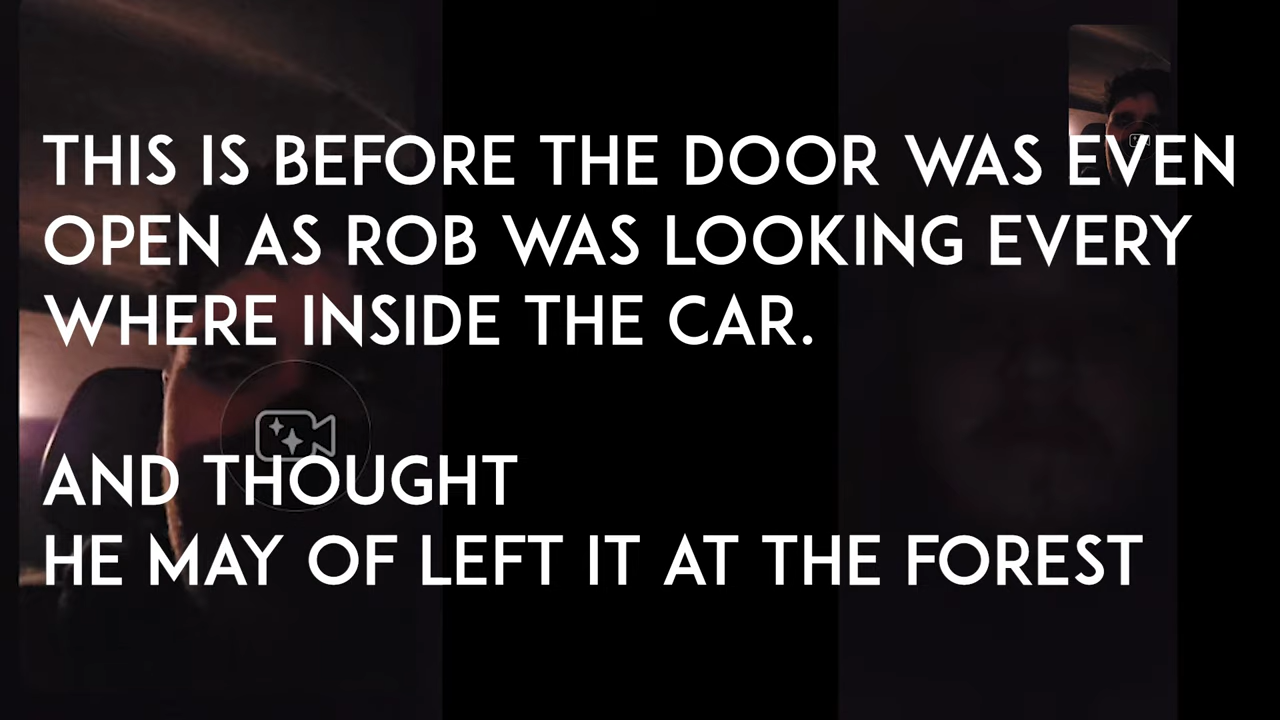 THIS IS BEFORE THE DOOR WAS EVEN
OPEN AS ROB WAS LOOKING EVERY
WHERE INSIDE THE CAR.
AND THOUGHT
HE MAY OF LEFT IT AT THE FOREST